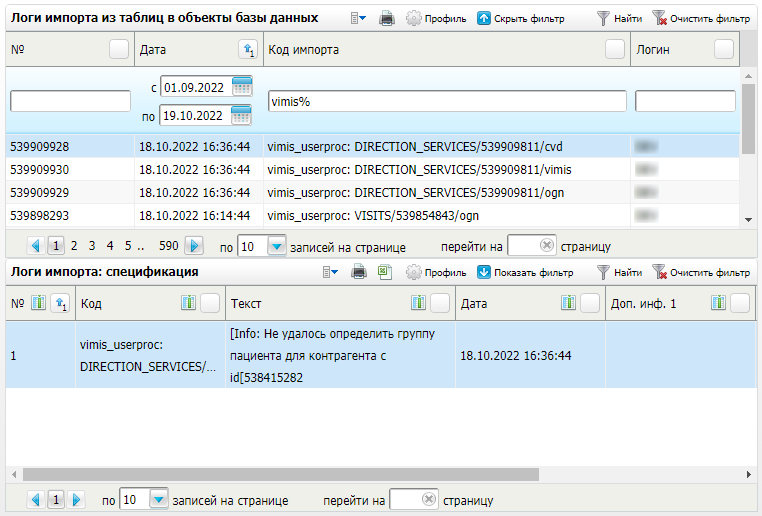 Логи импорта из таблиц в объекты базы данных Профиль Скрыть фильтр Найти Очистить фильтр
№ Дата 1 Код импорта Логин
с 01.09.2022
vimis%
по 19.10.2022
539909928 18.10.2022 16:36:44 vimis_userproc: DIRECTION_SERVICES/539909811/cvd
539909930 18.10.2022 16:36:44 vimis_userproc: DIRECTION_SERVICES/539909811/vimis
539909929 18.10.2022 16:36:44 vimis_userproc: DIRECTION_SERVICES/539909811/ogn
539898293 18.10.2022 16:14:44 vimis_userproc: VISITS/539854843/ogn
1 2 3 4 5 .. 590 по 10 записей на странице перейти на страницу
Логи импорта: спецификация Профиль Показать фильтр Найти Очистить фильтр
№ 1 Код Текст Дата Доп. инф. 1
[Info: Не удалось определить группу
1 vimis_userproc: пациента для контрагента с 18.10.2022 16:36:44
DIRECTION_SERVICES/...
id[538415282
1 по 10 записей на странице перейти на страницу